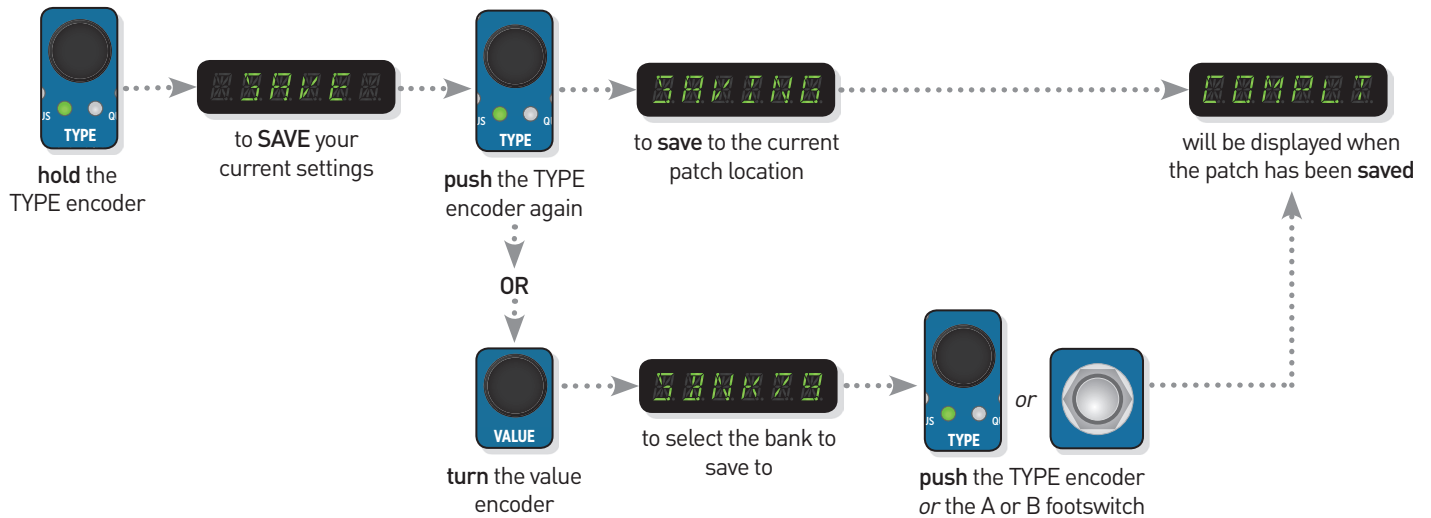 TYPE
hold the
TYPE encoder
SAVE
to SAVE your
current settings
TYPE
push the TYPE
encoder again
SAVING
to save to the current
patch location
COMPLT
will be displayed when
the patch has been saved
OR
VALUE
turn the value
encoder
S.BNK79
to select the bank to
save to
TYPE
or
push the TYPE encoder
or the A or B footswitch